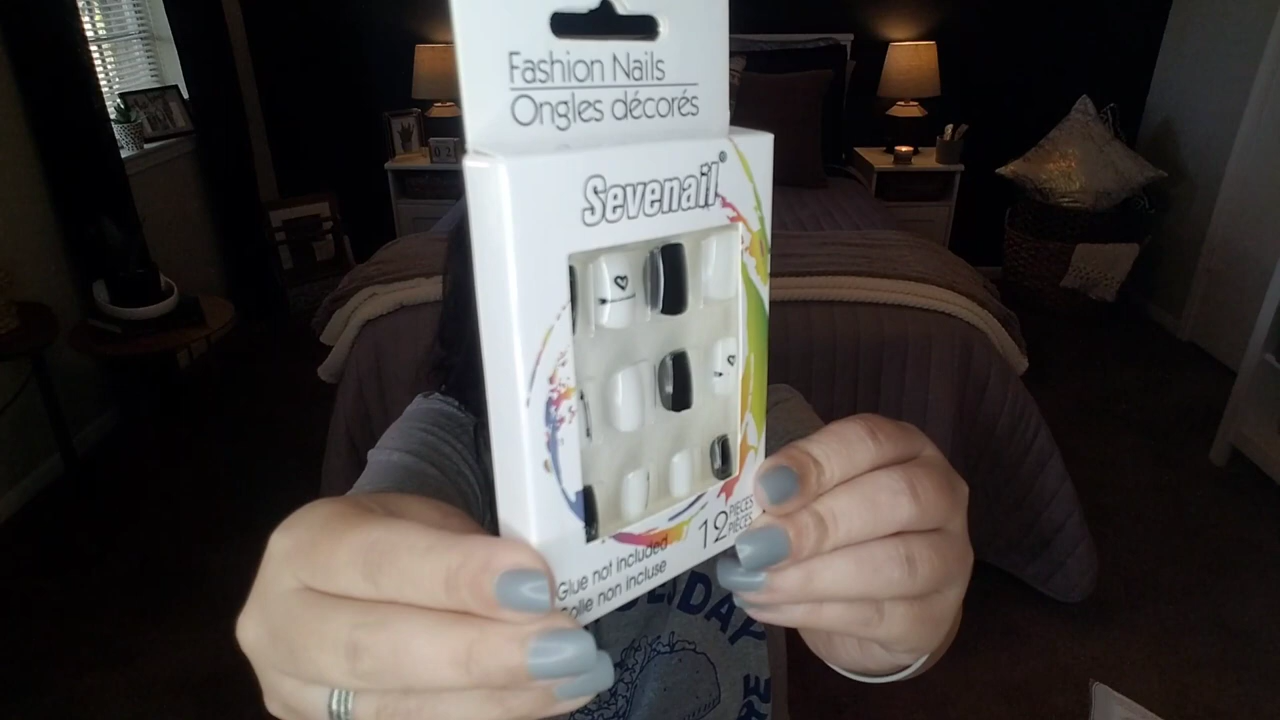 Fashion Nails
Ongles décorés
Sevenail®
12 PIECES
PIÈCES
Glue not included
Colle non incluse